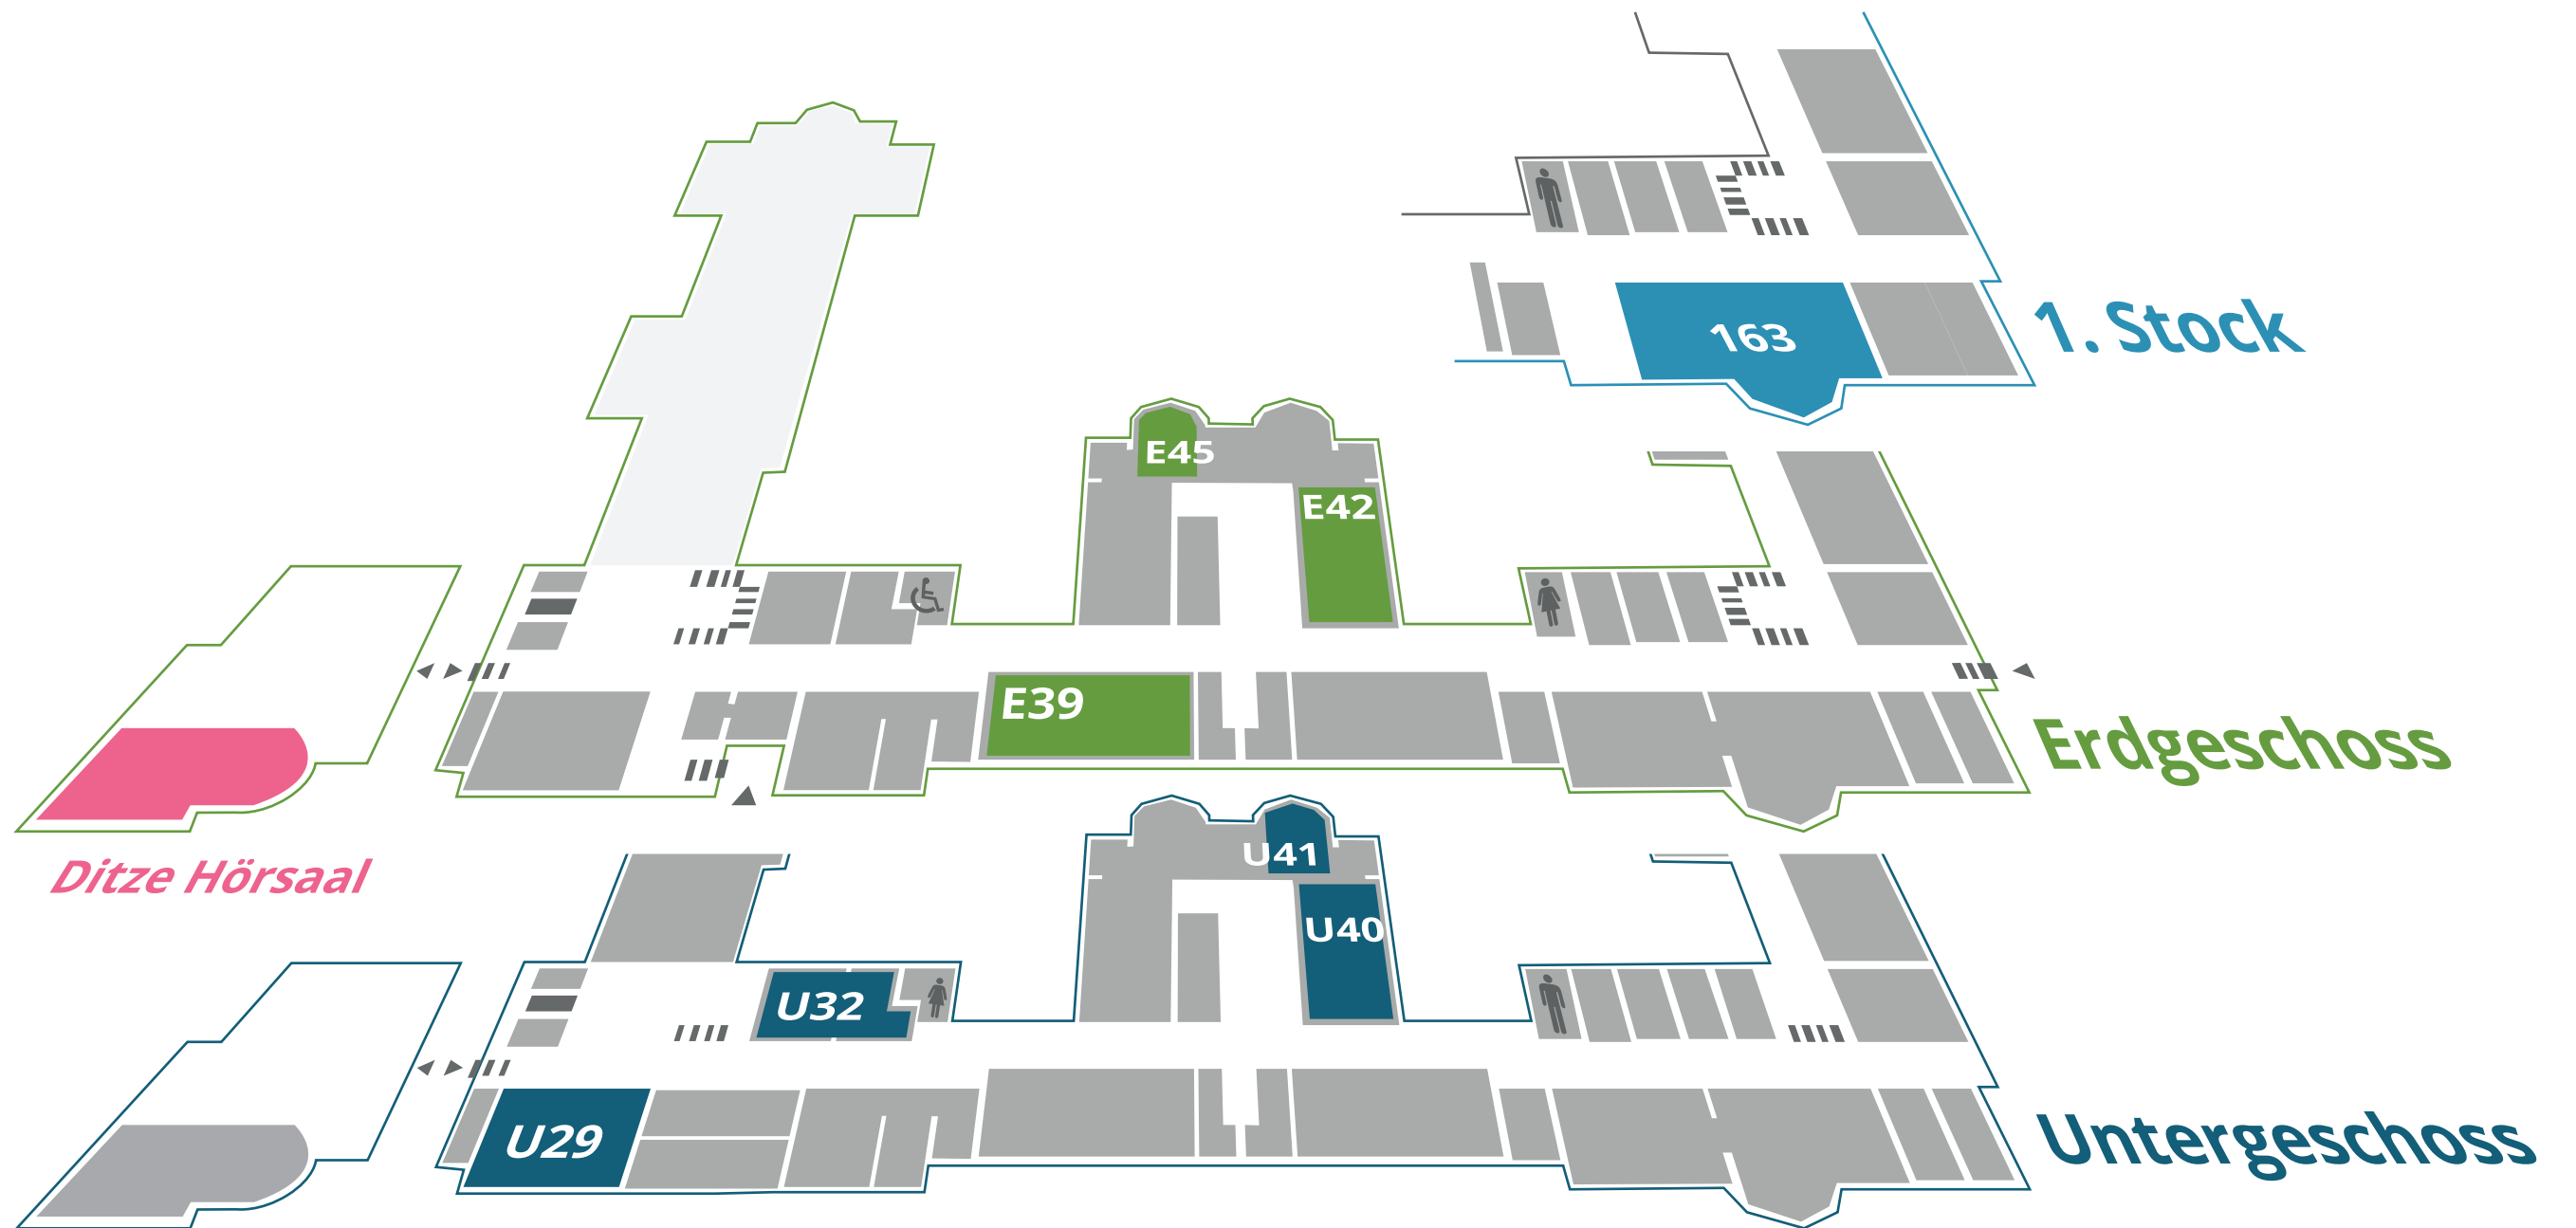 163
1. Stock
E45
E42
E39
Erdgeschoss
Ditze Hörsaal
U41
U40
U32
U29
Untergeschoss